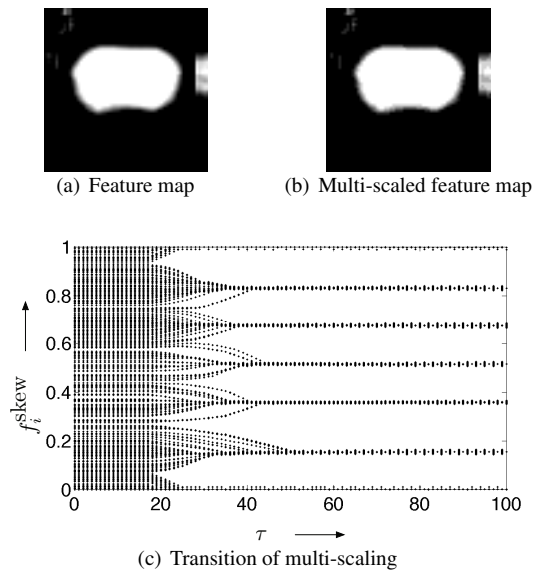 (a) Feature map
(b) Multi-scaled feature map
1
0.8
0.6
0.4
0.2
0
f_i^skew
0 20 40 60 80 100
τ
(c) Transition of multi-scaling